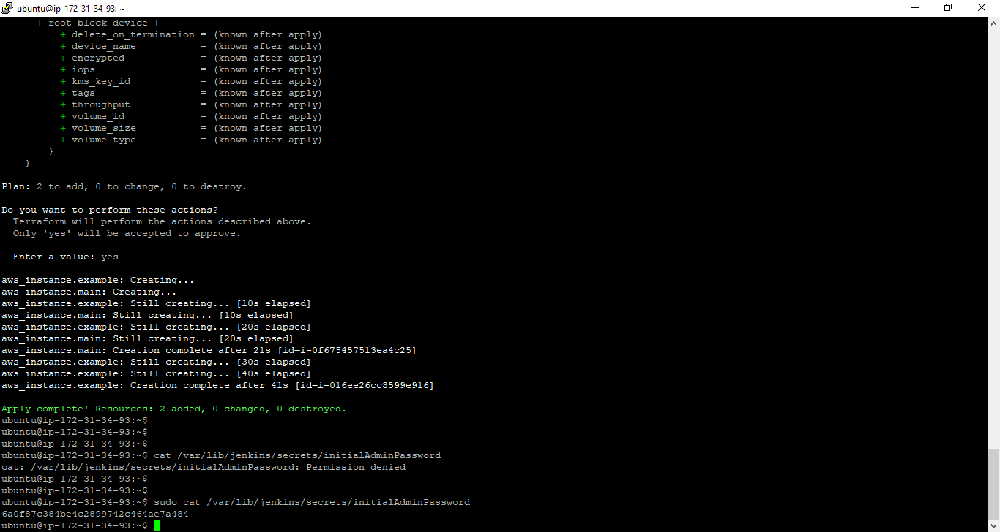 ubuntu@ip-172-31-34-93: ~
+ root_block_device {
+ delete_on_termination = (known after apply)
+ device_name = (known after apply)
+ encrypted = (known after apply)
+ iops = (known after apply)
+ kms_key_id = (known after apply)
+ tags = (known after apply)
+ throughput = (known after apply)
+ volume_id = (known after apply)
+ volume_size = (known after apply)
+ volume_type = (known after apply)
}
}
Plan: 2 to add, 0 to change, 0 to destroy.
Do you want to perform these actions?
Terraform will perform the actions described above.
Only 'yes' will be accepted to approve.
Enter a value: yes
aws_instance.example: Creating...
aws_instance.main: Creating...
aws_instance.example: Still creating... [10s elapsed]
aws_instance.main: Still creating... [10s elapsed]
aws_instance.example: Still creating... [20s elapsed]
aws_instance.main: Still creating... [20s elapsed]
aws_instance.main: Creation complete after 21s [id=i-0f675457513ea4c25]
aws_instance.example: Still creating... [30s elapsed]
aws_instance.example: Still creating... [40s elapsed]
aws_instance.example: Creation complete after 41s [id=i-016ee26cc8599e916]
Apply complete! Resources: 2 added, 0 changed, 0 destroyed.
ubuntu@ip-172-31-34-93:~$
ubuntu@ip-172-31-34-93:~$
ubuntu@ip-172-31-34-93:~$
ubuntu@ip-172-31-34-93:~$ cat /var/lib/jenkins/secrets/initialAdminPassword
cat: /var/lib/jenkins/secrets/initialAdminPassword: Permission denied
ubuntu@ip-172-31-34-93:~$
ubuntu@ip-172-31-34-93:~$
ubuntu@ip-172-31-34-93:~$ sudo cat /var/lib/jenkins/secrets/initialAdminPassword
6a0f87c384be4c2899742c464ae7a484
ubuntu@ip-172-31-34-93:~$